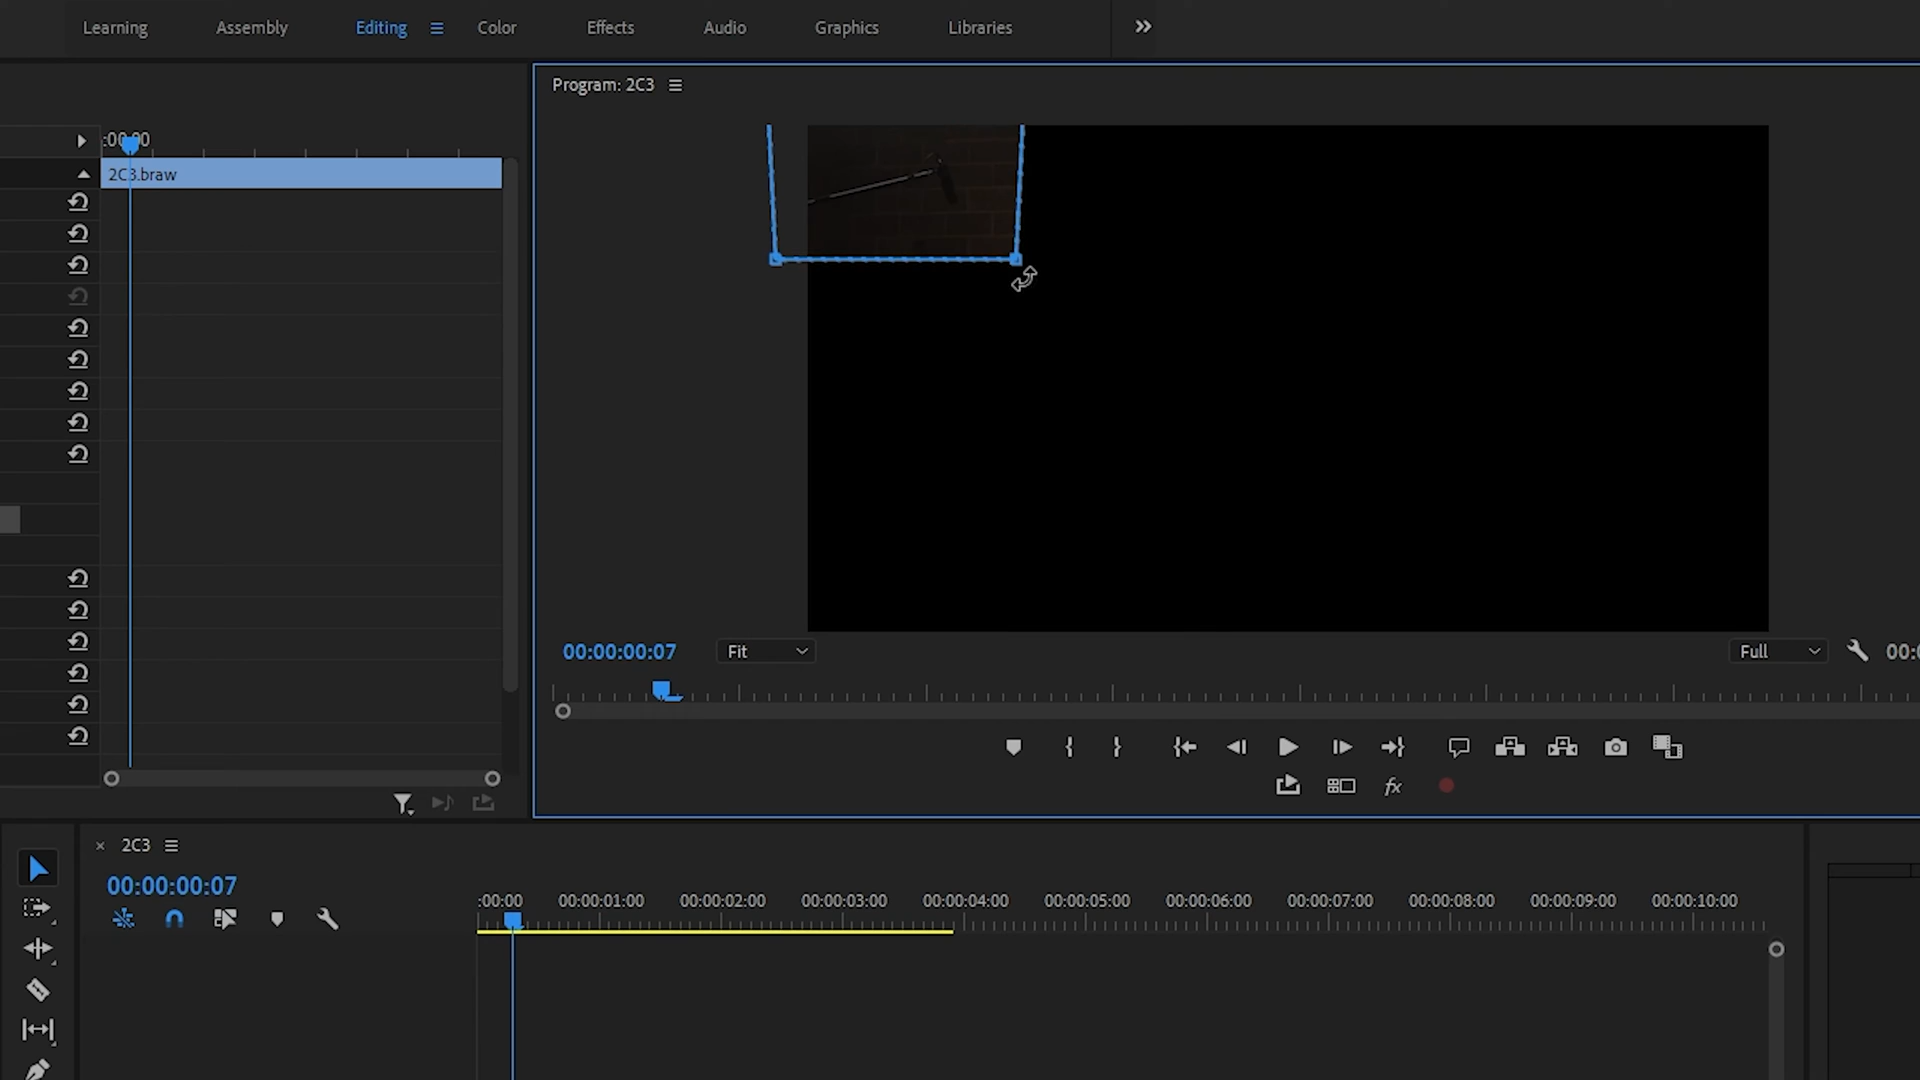 Learning Assembly Editing Color Effects Audio Graphics Libraries
Program: 2C3
:00:00
2C3.braw
00:00:00:07 Fit Full 00:
fx
2C3
00:00:00:07
:00:00 00:00:01:00 00:00:02:00 00:00:03:00 00:00:04:00 00:00:05:00 00:00:06:00 00:00:07:00 00:00:08:00 00:00:09:00 00:00:10:00